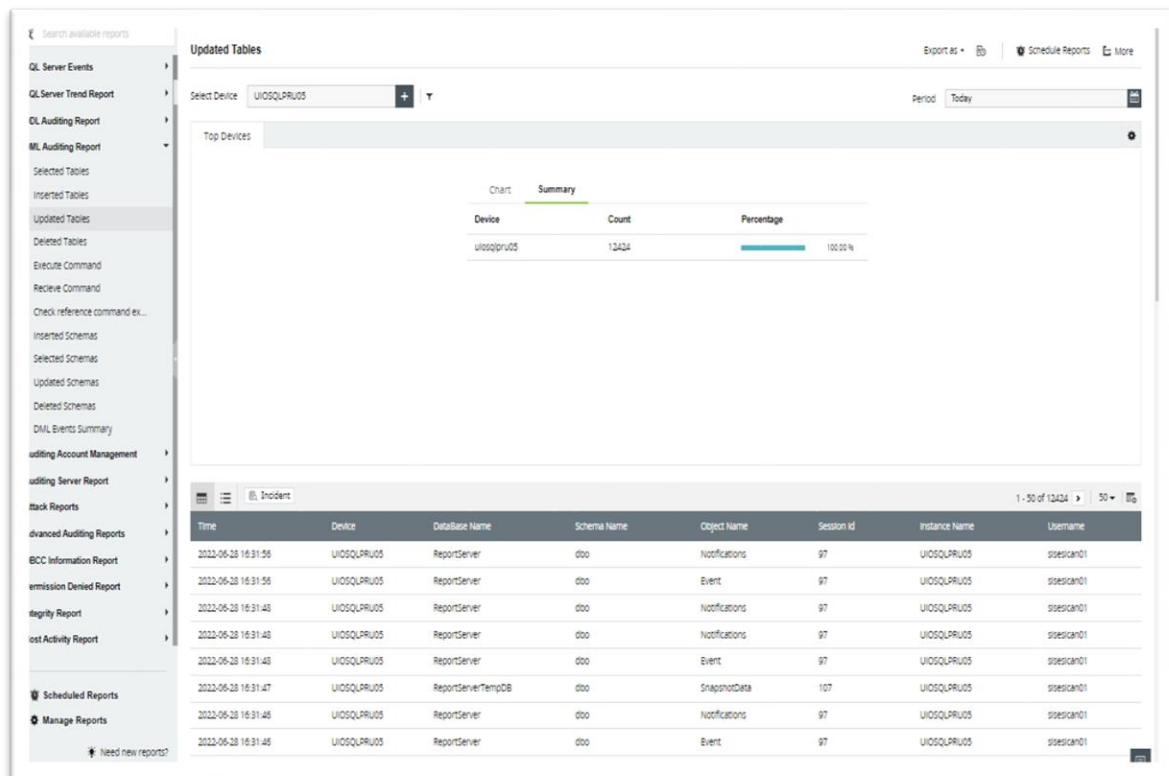 Search available reports
QL Server Events
QL Server Trend Report
DL Auditing Report
ML Auditing Report
Selected Tables
Inserted Tables
Updated Tables
Deleted Tables
Execute Command
Recieve Command
Check reference command ex...
Inserted Schemas
Selected Schemas
Updated Schemas
Deleted Schemas
DML Events Summary
uditing Account Management
uditing Server Report
ttack Reports
dvanced Auditing Reports
BCC Information Report
ermission Denied Report
ntegrity Report
ost Activity Report
Scheduled Reports
Manage Reports
Need new reports?
Updated Tables
Export as
Schedule Reports
More
Select Device UIOSQLPRU05 +
Period Today
Top Devices
Chart Summary
Device Count Percentage
uiosqlpru05 12424 100.00 %
Incident
1 - 50 of 12424 50
Time Device DataBase Name Schema Name Object Name Session Id Instance Name Username
2022-06-28 16:31:56 UIOSQLPRU05 ReportServer dbo Notifications 97 UIOSQLPRU05 sisesican01
2022-06-28 16:31:56 UIOSQLPRU05 ReportServer dbo Event 97 UIOSQLPRU05 sisesican01
2022-06-28 16:31:48 UIOSQLPRU05 ReportServer dbo Notifications 97 UIOSQLPRU05 sisesican01
2022-06-28 16:31:48 UIOSQLPRU05 ReportServer dbo Notifications 97 UIOSQLPRU05 sisesican01
2022-06-28 16:31:48 UIOSQLPRU05 ReportServer dbo Event 97 UIOSQLPRU05 sisesican01
2022-06-28 16:31:47 UIOSQLPRU05 ReportServerTempDB dbo SnapshotData 107 UIOSQLPRU05 sisesican01
2022-06-28 16:31:46 UIOSQLPRU05 ReportServer dbo Notifications 97 UIOSQLPRU05 sisesican01
2022-06-28 16:31:46 UIOSQLPRU05 ReportServer dbo Event 97 UIOSQLPRU05 sisesican01